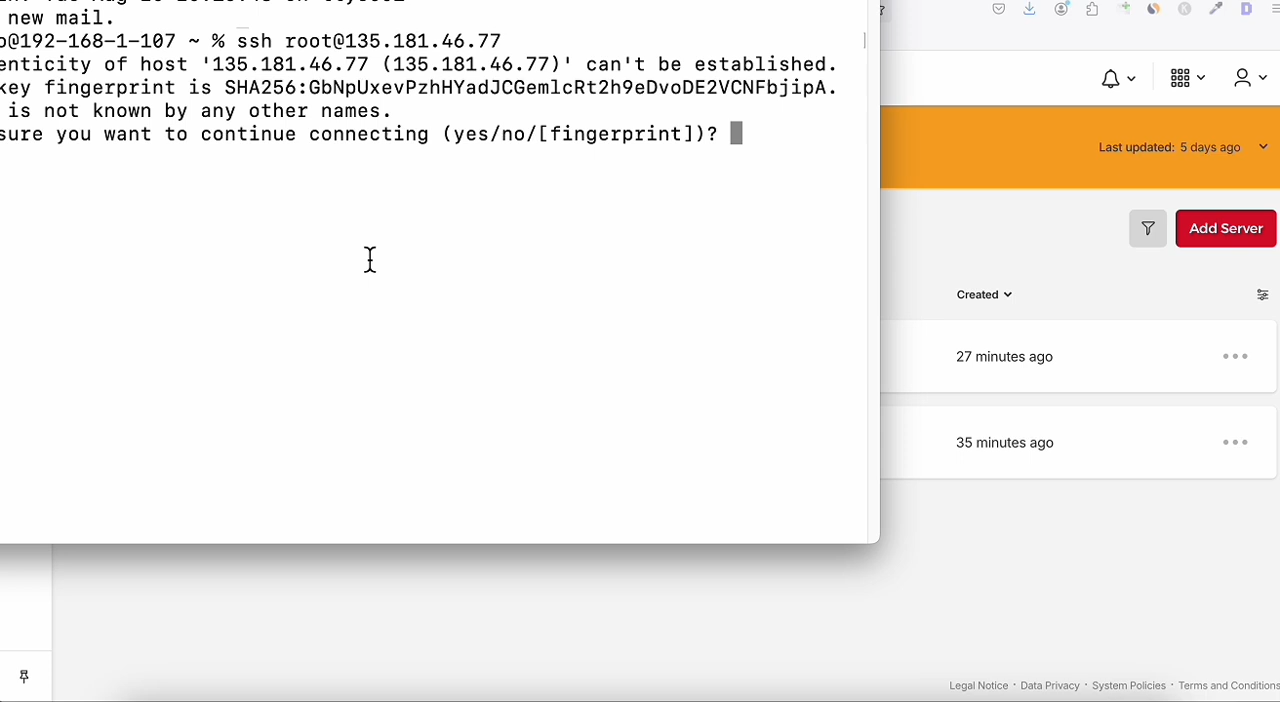 new mail.
o@192-168-1-107 ~ % ssh root@135.181.46.77
enticity of host '135.181.46.77 (135.181.46.77)' can't be established.
key fingerprint is SHA256:GbNpUxevPzhHYadJCGemlcRt2h9eDvoDE2VCNFbjipA.
is not known by any other names.
sure you want to continue connecting (yes/no/[fingerprint])?
Last updated: 5 days ago
Add Server
Created
27 minutes ago
35 minutes ago
Legal Notice · Data Privacy · System Policies · Terms and Conditions